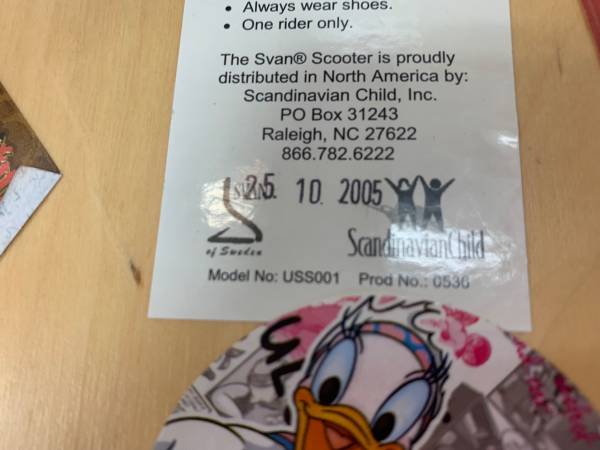 • Always wear shoes.
• One rider only.
The Svan® Scooter is proudly
distributed in North America by:
Scandinavian Child, Inc.
PO Box 31243
Raleigh, NC 27622
866.782.6222
SVAN 25. 10. 2005
of Sweden
ScandinavianChild
Model No: USS001 Prod No.: 0536